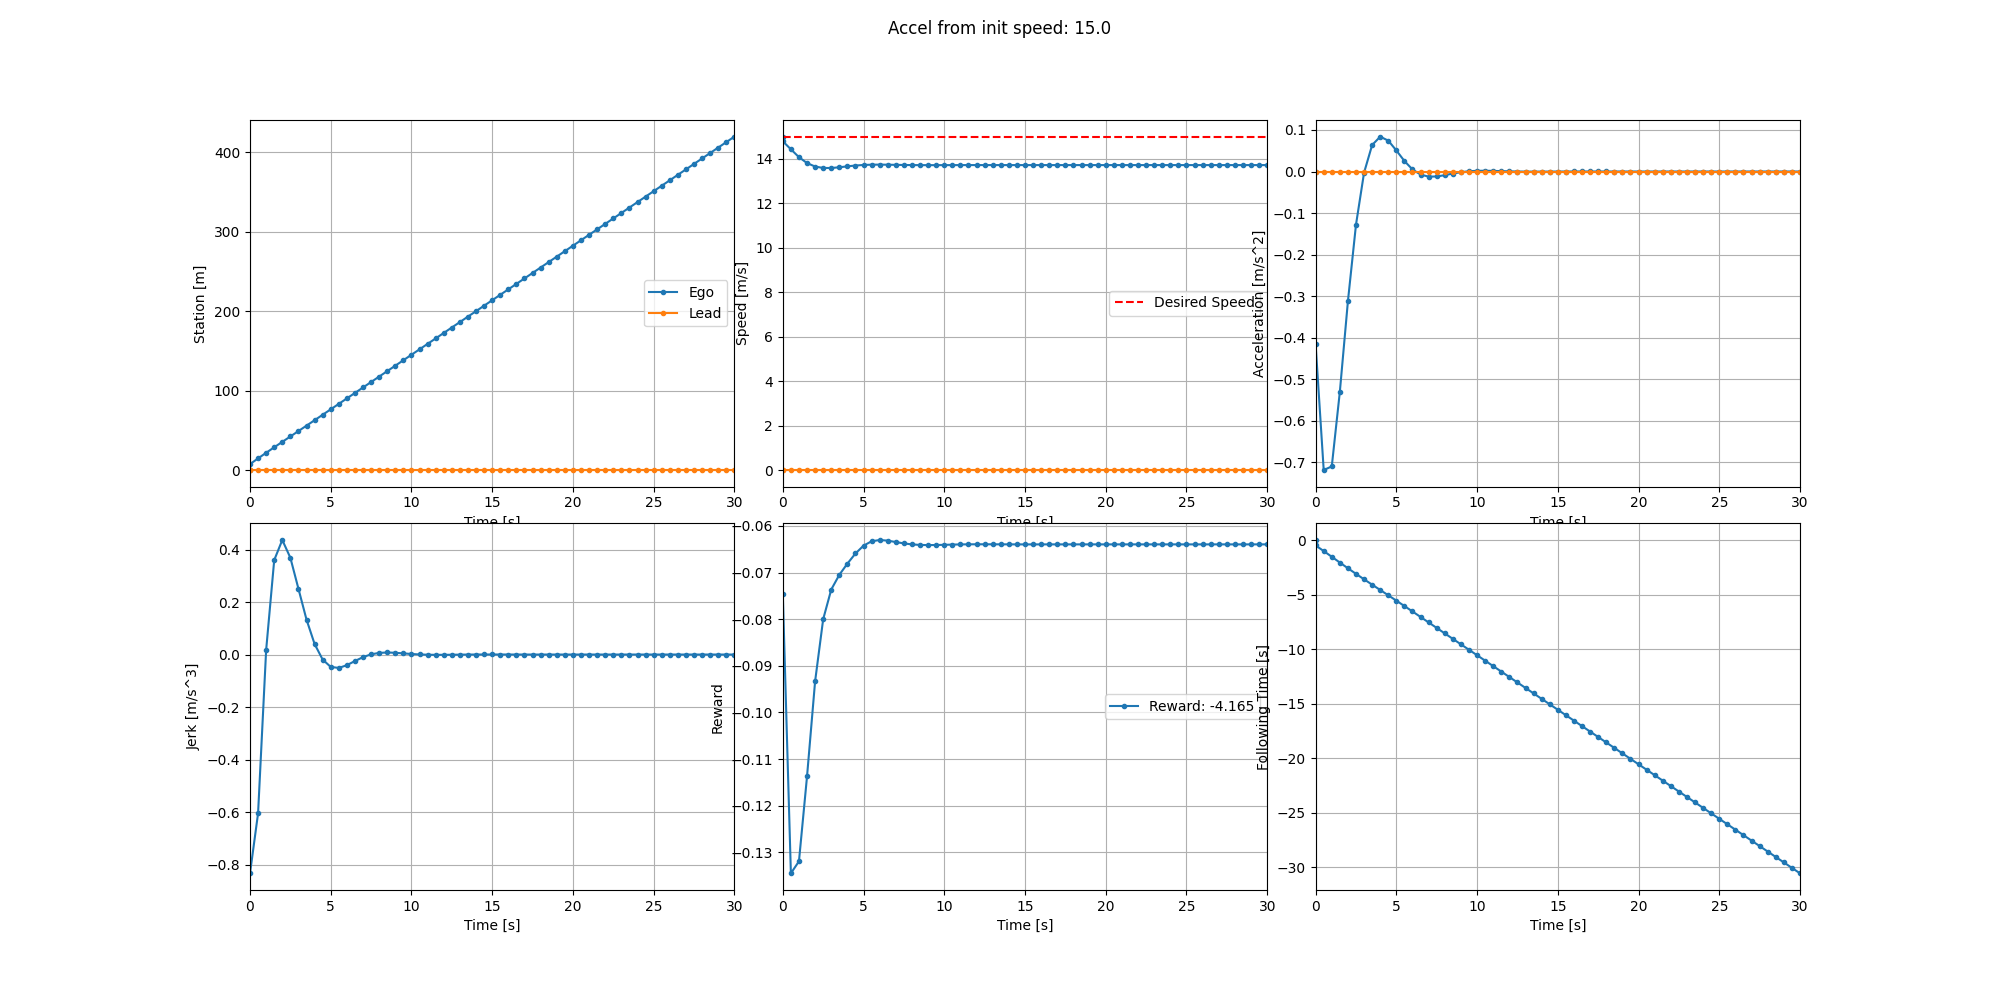 Accel from init speed: 15.0
400
300
200
100
0
Station [m]
0 5 10 15 20 25 30
Time [s]
Ego
Lead
14
12
10
8
6
4
2
0
Speed [m/s]
0 5 10 15 20 25 30
Time [s]
Desired Speed
0.1
0.0
−0.1
−0.2
−0.3
−0.4
−0.5
−0.6
−0.7
Acceleration [m/s^2]
0 5 10 15 20 25 30
Time [s]
0.4
0.2
0.0
−0.2
−0.4
−0.6
−0.8
Jerk [m/s^3]
0 5 10 15 20 25 30
Time [s]
−0.06
−0.07
−0.08
−0.09
−0.10
−0.11
−0.12
−0.13
Reward
0 5 10 15 20 25 30
Time [s]
Reward: -4.165
0
−5
−10
−15
−20
−25
−30
Following Time [s]
0 5 10 15 20 25 30
Time [s]